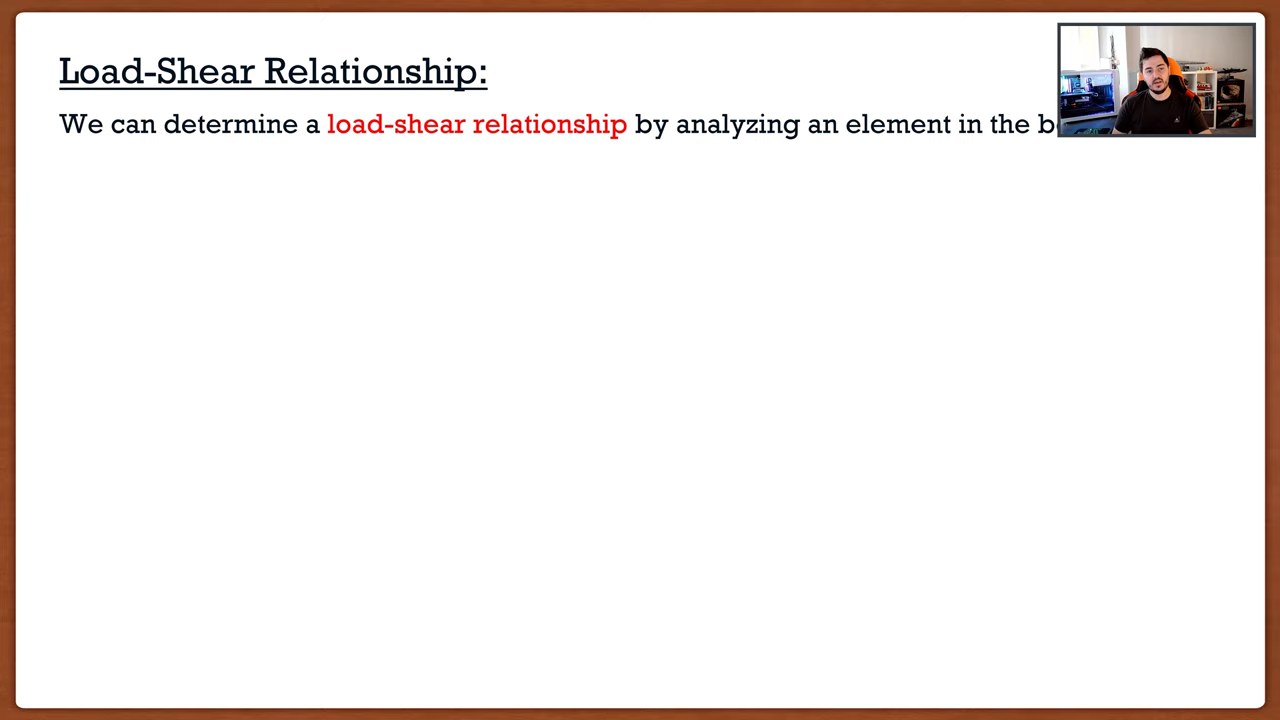 Load-Shear Relationship:
We can determine a load-shear relationship by analyzing an element in the